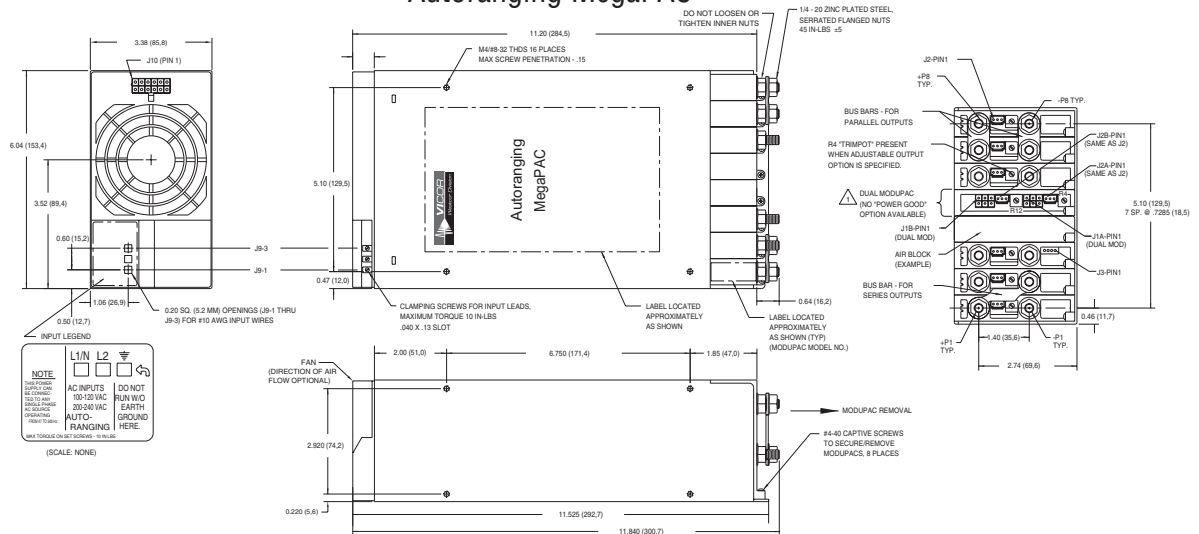 Autoranging MegaPAC
DO NOT LOOSEN OR
TIGHTEN INNER NUTS
1/4 - 20 ZINC PLATED STEEL,
SERRATED FLANGED NUTS
45 IN-LBS ±5
3.38 (85,8)
J10 (PIN 1)
6.04 (153,4)
3.52 (89,4)
0.60 (15,2)
J9-3
J9-1
1.06 (26,9)
0.50 (12,7)
0.20 SQ. (5.2 MM) OPENINGS (J9-1 THRU
J9-3) FOR #10 AWG INPUT WIRES
INPUT LEGEND
NOTE
THIS POWER
SUPPLY CAN
BE CONNEC-
TED TO ANY
SINGLE PHASE
AC SOURCE
OPERATING
L1/N L2
AC INPUTS
100-120 VAC
200-240 VAC
AUTO-
RANGING
DO NOT
RUN W/O
EARTH
GROUND
HERE.
MAX TORQUE ON SET SCREWS - 10 IN LBS
(SCALE: NONE)
11.20 (284,5)
M4/#8-32 THDS 16 PLACES
MAX SCREW PENETRATION - .15
5.10 (129,5)
0.47 (12,0)
VICOR
Westcor Division
Autoranging
MegaPAC
CLAMPING SCREWS FOR INPUT LEADS,
MAXIMUM TORQUE 10 IN-LBS
.040 X .13 SLOT
LABEL LOCATED
APPROXIMATELY
AS SHOWN
0.64 (16,2)
LABEL LOCATED
APPROXIMATELY
AS SHOWN (TYP)
(MODUPAC MODEL NO.)
J2-PIN1
+P8
TYP.
-P8 TYP.
BUS BARS - FOR
PARALLEL OUTPUTS
J2B-PIN1
(SAME AS J2)
R4 "TRIMPOT" PRESENT
WHEN ADJUSTABLE OUTPUT
OPTION IS SPECIFIED.
J2A-PIN1
(SAME AS J2)
1
DUAL MODUPAC
(NO "POWER GOOD"
OPTION AVAILABLE)
R4
R12
5.10 (129,5)
7 SP. @ .7285 (18,5)
J1B-PIN1
(DUAL MOD)
J1A-PIN1
(DUAL MOD)
AIR BLOCK
(EXAMPLE)
J3-PIN1
BUS BAR - FOR
SERIES OUTPUTS
0.46 (11,7)
+P1
TYP.
1.40 (35,6)
-P1
TYP.
2.74 (69,6)
FAN
(DIRECTION OF AIR
FLOW OPTIONAL)
2.00 (51,0)
6.750 (171,4)
1.85 (47,0)
MODUPAC REMOVAL
#4-40 CAPTIVE SCREWS
TO SECURE/REMOVE
MODUPACS, 8 PLACES
2.920 (74,2)
0.220 (5,6)
11.525 (292,7)
11.840 (300,7)